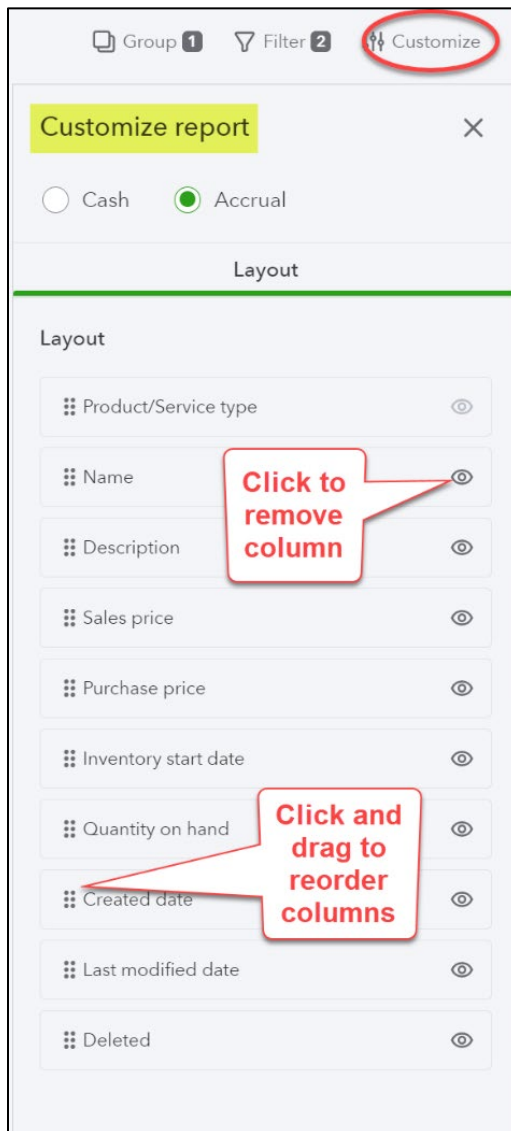 Group 1 Filter 2 Customize
Customize report
Cash Accrual
Layout
Layout
Product/Service type
Name
Click to
remove
column
Description
Sales price
Purchase price
Inventory start date
Quantity on hand
Click and
drag to
reorder
columns
Created date
Last modified date
Deleted